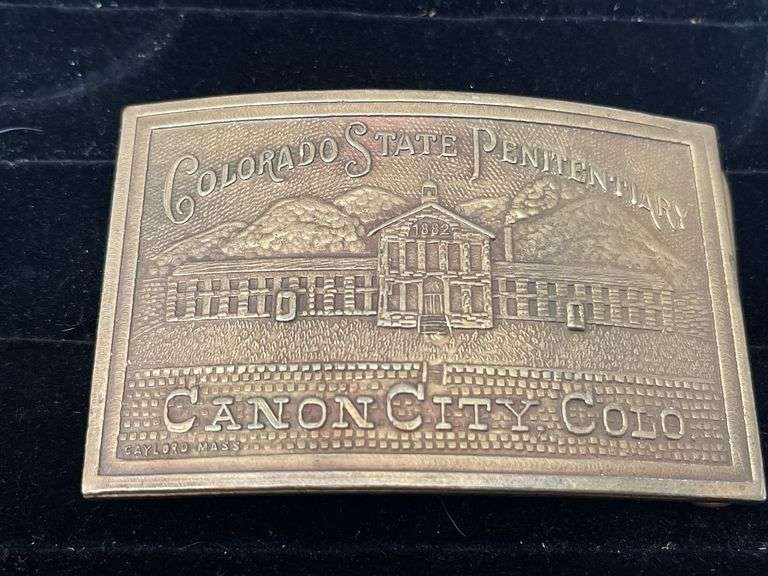 COLORADO STATE PENITENTIARY
1882
CANON CITY. COLO.
GAYLORD MASS